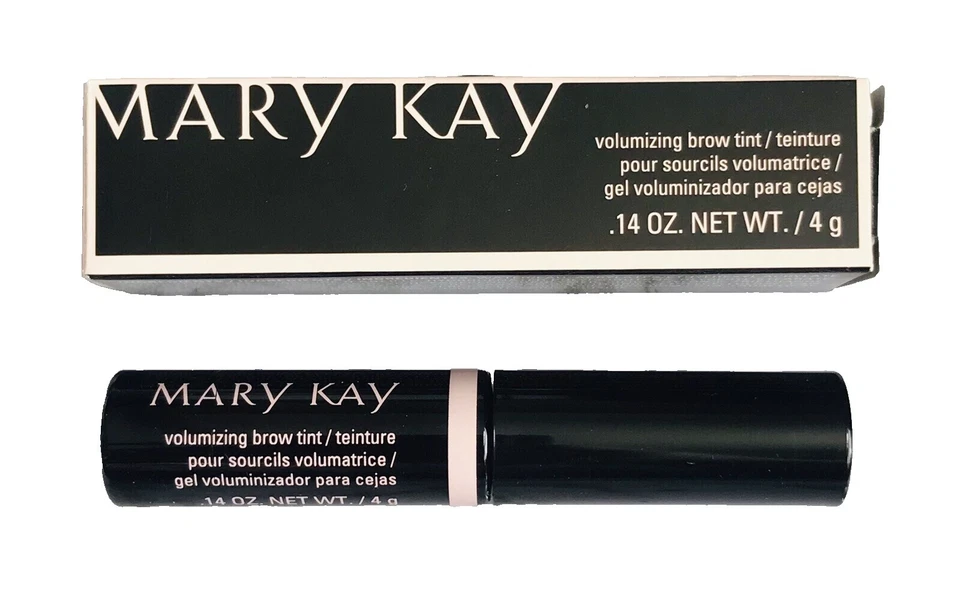 MARY KAY
volumizing brow tint / teinture
pour sourcils volumatrice /
gel voluminizador para cejas
.14 OZ. NET WT. / 4 g
MARY KAY
volumizing brow tint / teinture
pour sourcils volumatrice /
gel voluminizador para cejas
.14 OZ. NET WT. / 4 g